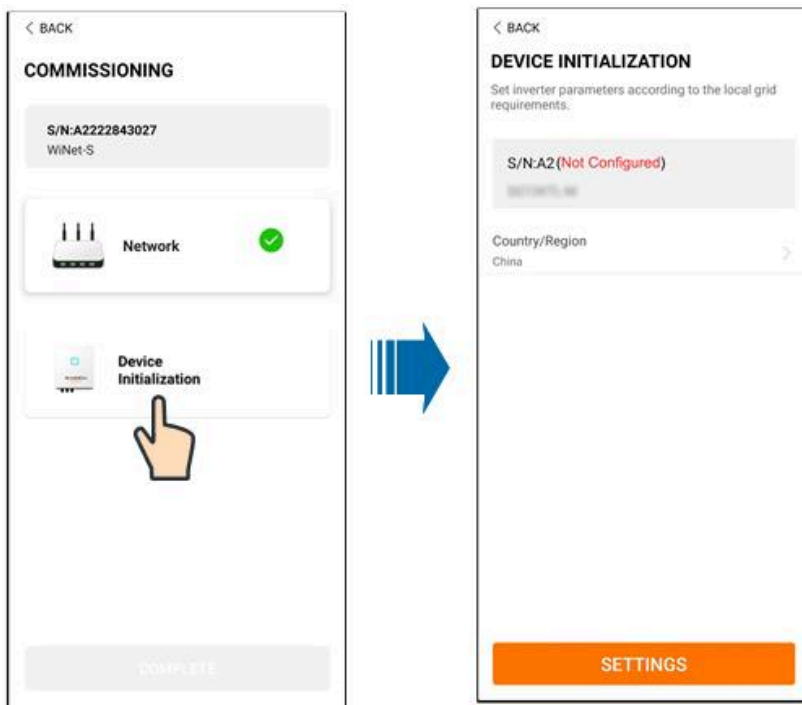 BACK
COMMISSIONING
S/N:A2222843027
WiNet-S
Network
Device
Initialization
COMPLETE
BACK
DEVICE INITIALIZATION
Set inverter parameters according to the local grid
requirements.
S/N:A2(Not Configured)
Country/Region
China
SETTINGS